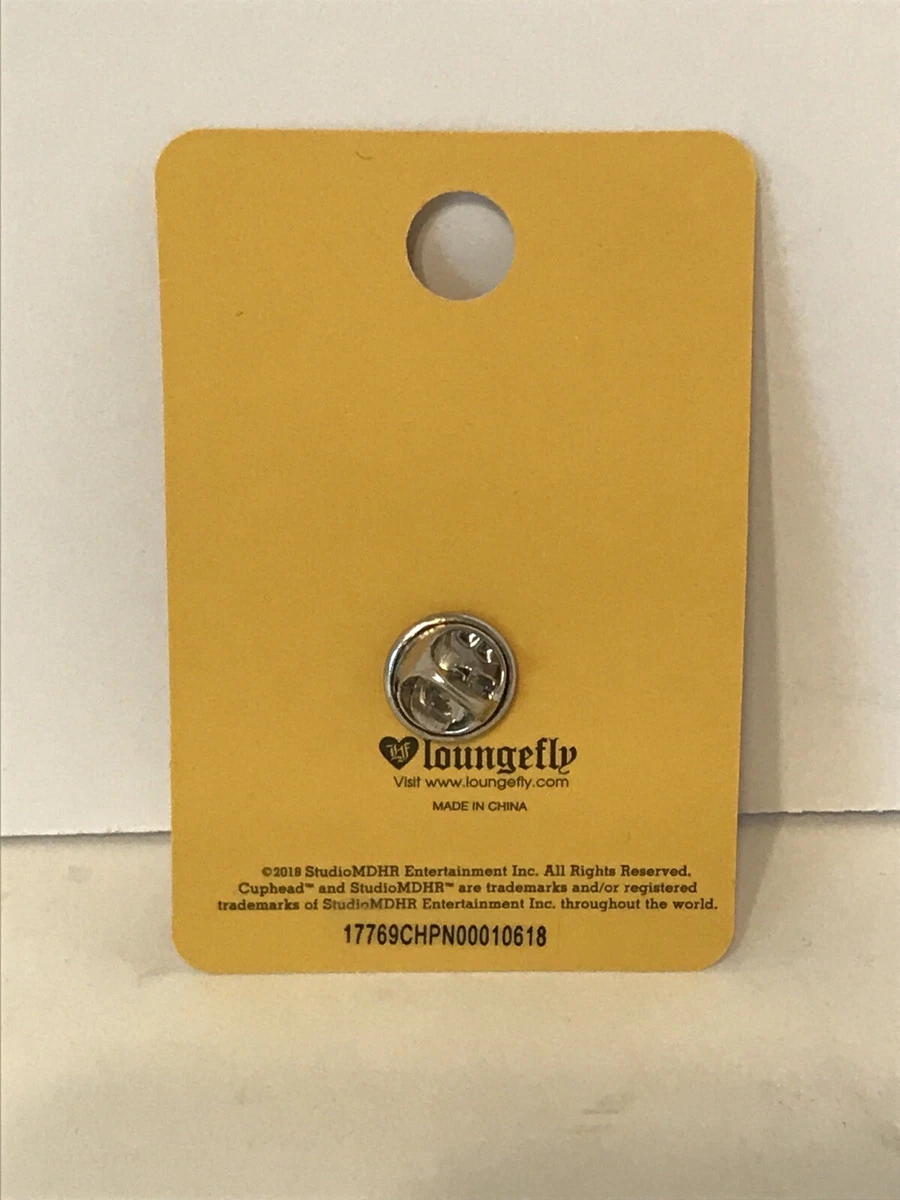 LF loungefly
Visit www.loungefly.com
MADE IN CHINA
©2018 StudioMDHR Entertainment Inc. All Rights Reserved.
Cuphead™ and StudioMDHR™ are trademarks and/or registered
trademarks of StudioMDHR Entertainment Inc. throughout the world.
17769CHPN00010618